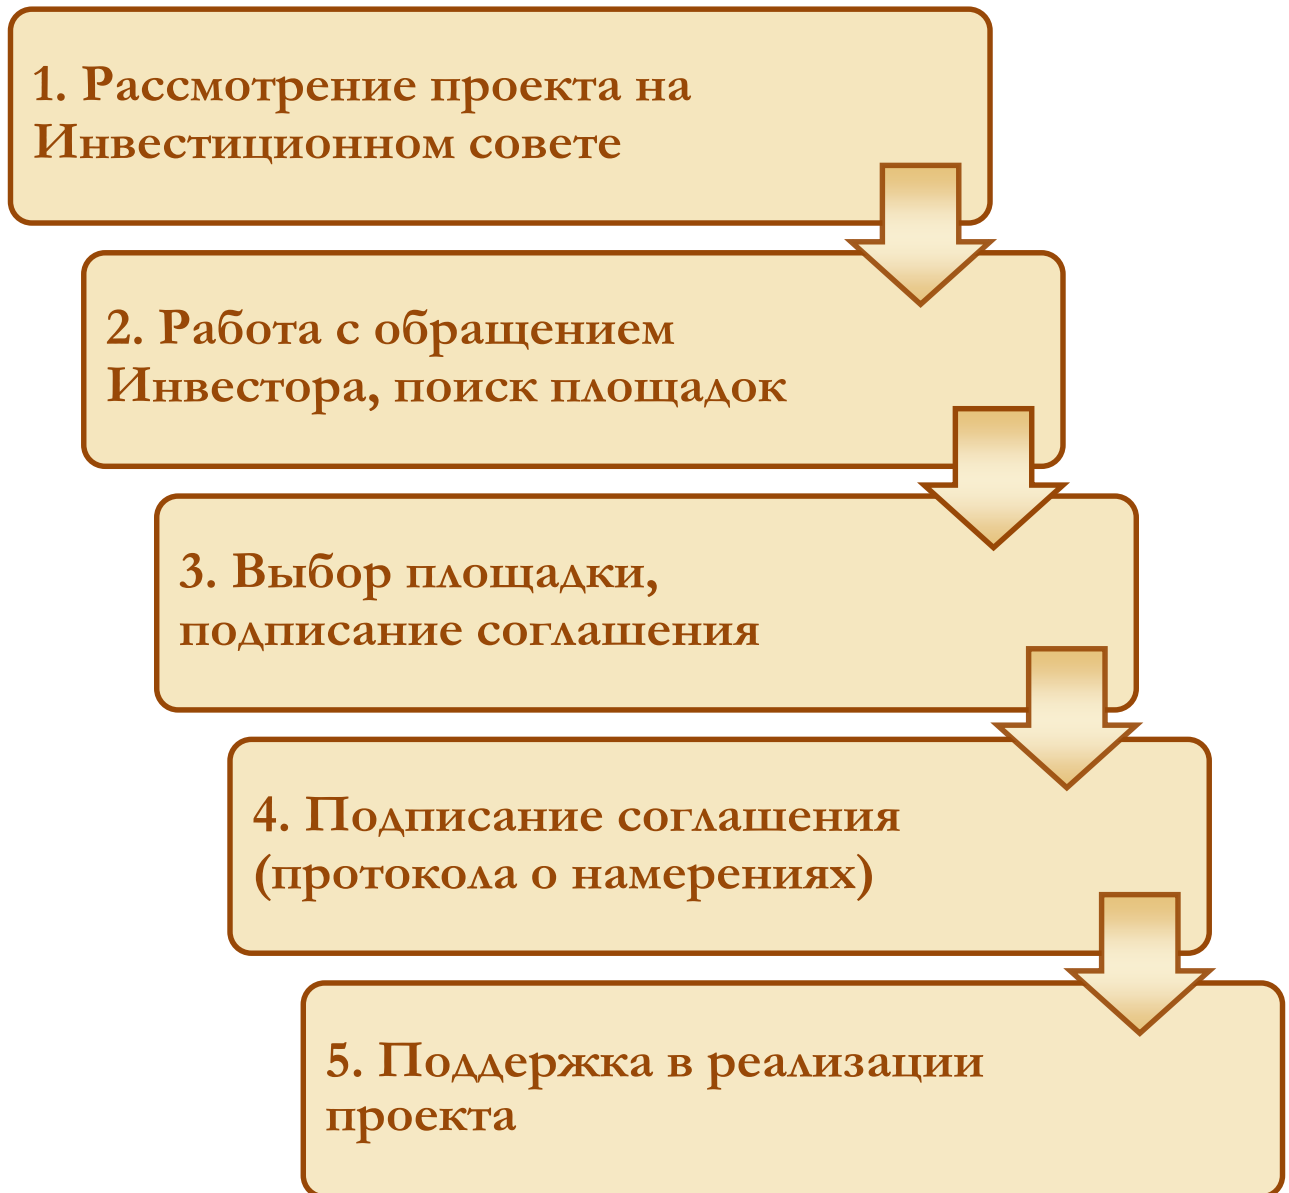 1. Рассмотрение проекта на
Инвестиционном совете
2. Работа с обращением
Инвестора, поиск площадок
3. Выбор площадки,
подписание соглашения
4. Подписание соглашения
(протокола о намерениях)
5. Поддержка в реализации
проекта